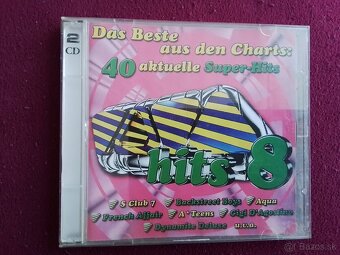 2
CD
Das Beste
aus den Charts:
40 aktuelle Super-Hits
hits 8
S Club 7 Backstreet Boys Aqua
French Affair A*Teens Gigi D'Agostino
Dynamite Deluxe u.v.a.
bazos.sk